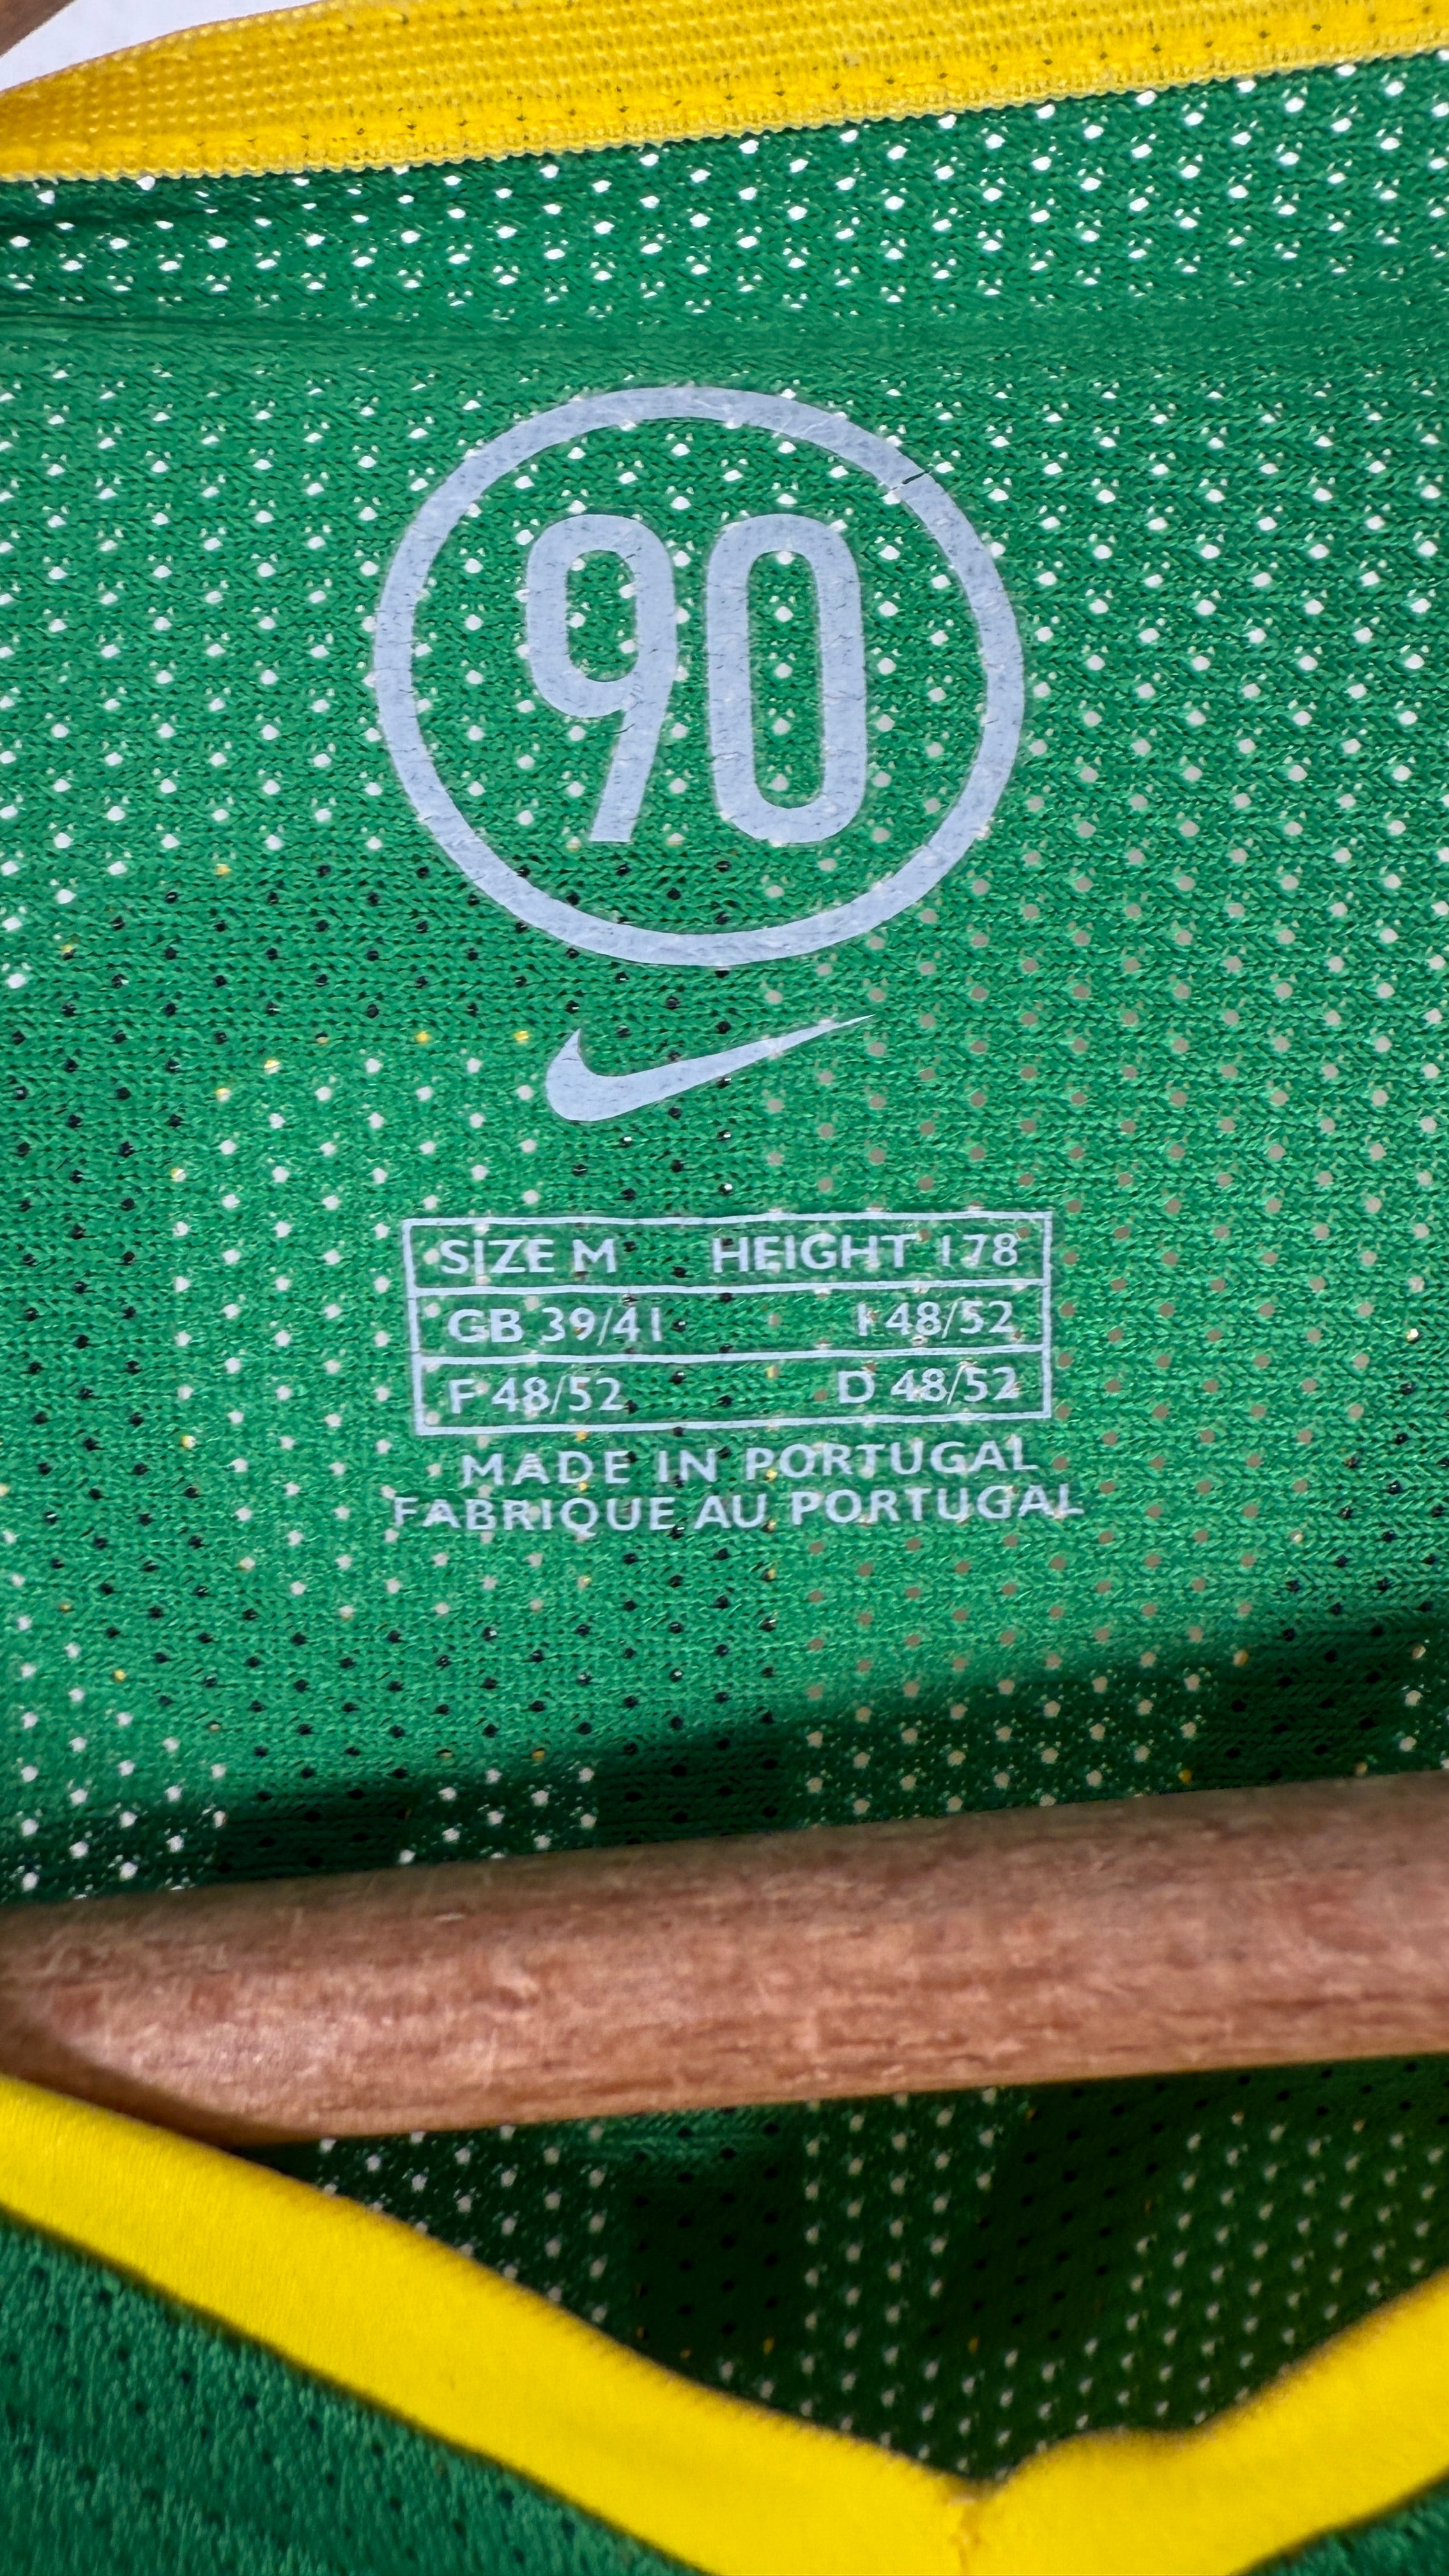 90
SIZE M HEIGHT 178
GB 39/41 I 48/52
F 48/52 D 48/52
MADE IN PORTUGAL
FABRIQUE AU PORTUGAL